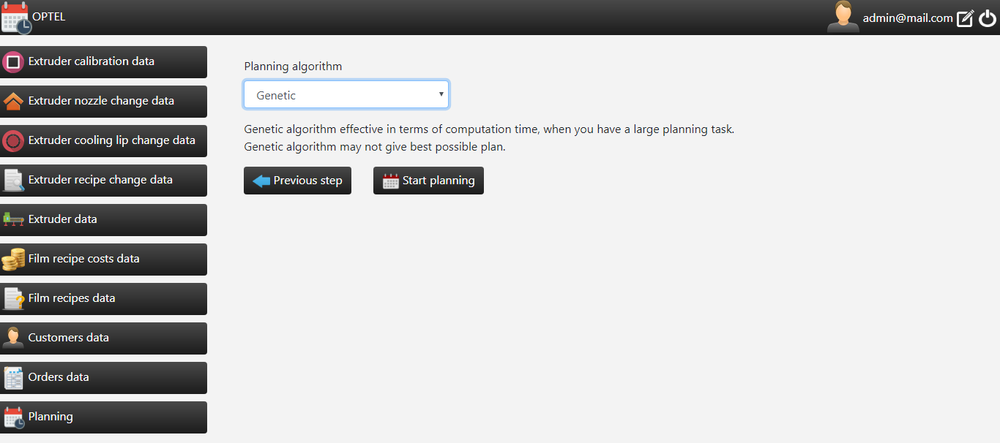 OPTEL
admin@mail.com
Extruder calibration data
Extruder nozzle change data
Extruder cooling lip change data
Extruder recipe change data
Extruder data
Film recipe costs data
Film recipes data
Customers data
Orders data
Planning
Planning algorithm
Genetic
Genetic algorithm effective in terms of computation time, when you have a large planning task.
Genetic algorithm may not give best possible plan.
Previous step
Start planning